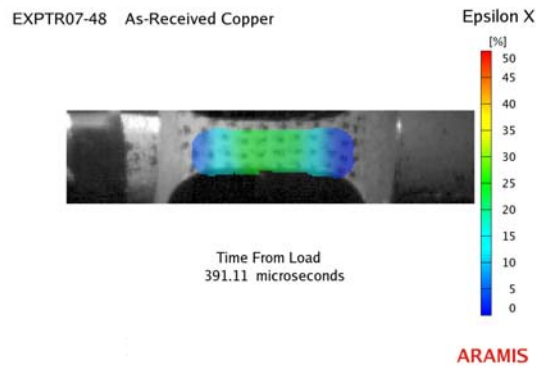 EXPTR07-48 As-Received Copper
Epsilon X
[%]
50
45
40
35
30
25
20
15
10
5
0
Time From Load
391.11 microseconds
ARAMIS